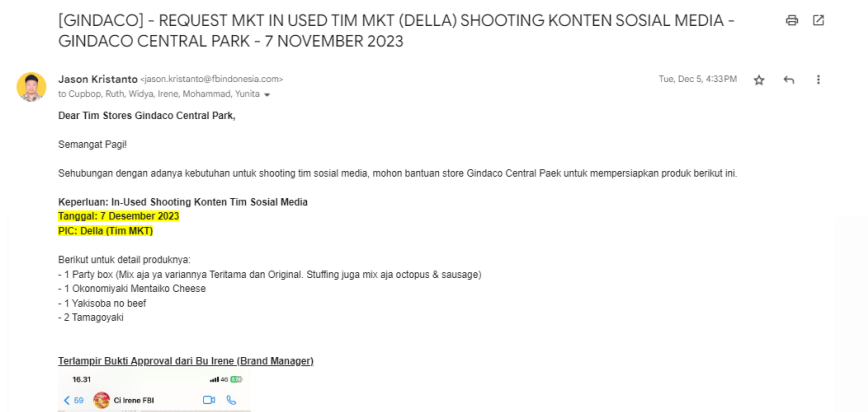 [GINDACO] - REQUEST MKT IN USED TIM MKT (DELLA) SHOOTING KONTEN SOSIAL MEDIA -
GINDACO CENTRAL PARK - 7 NOVEMBER 2023
Jason Kristanto <jason.kristanto@fbindonesia.com>
Tue, Dec 5, 4:33 PM
to Cupbop, Ruth, Widya, Irene, Mohammad, Yunita
Dear Tim Stores Gindaco Central Park,
Semangat Pagi!
Sehubungan dengan adanya kebutuhan untuk shooting tim sosial media, mohon bantuan store Gindaco Central Paek untuk mempersiapkan produk berikut ini.
Keperluan: In-Used Shooting Konten Tim Sosial Media
Tanggal: 7 Desember 2023
PIC: Della (Tim MKT)
Berikut untuk detail produknya:
- 1 Party box (Mix aja ya variannya Teritama dan Original. Stuffing juga mix aja octopus & sausage)
- 1 Okonomiyaki Mentaiko Cheese
- 1 Yakisoba no beef
- 2 Tamagoyaki
Terlampir Bukti Approval dari Bu Irene (Brand Manager)
16.31
4G
59 Ci Irene FBI